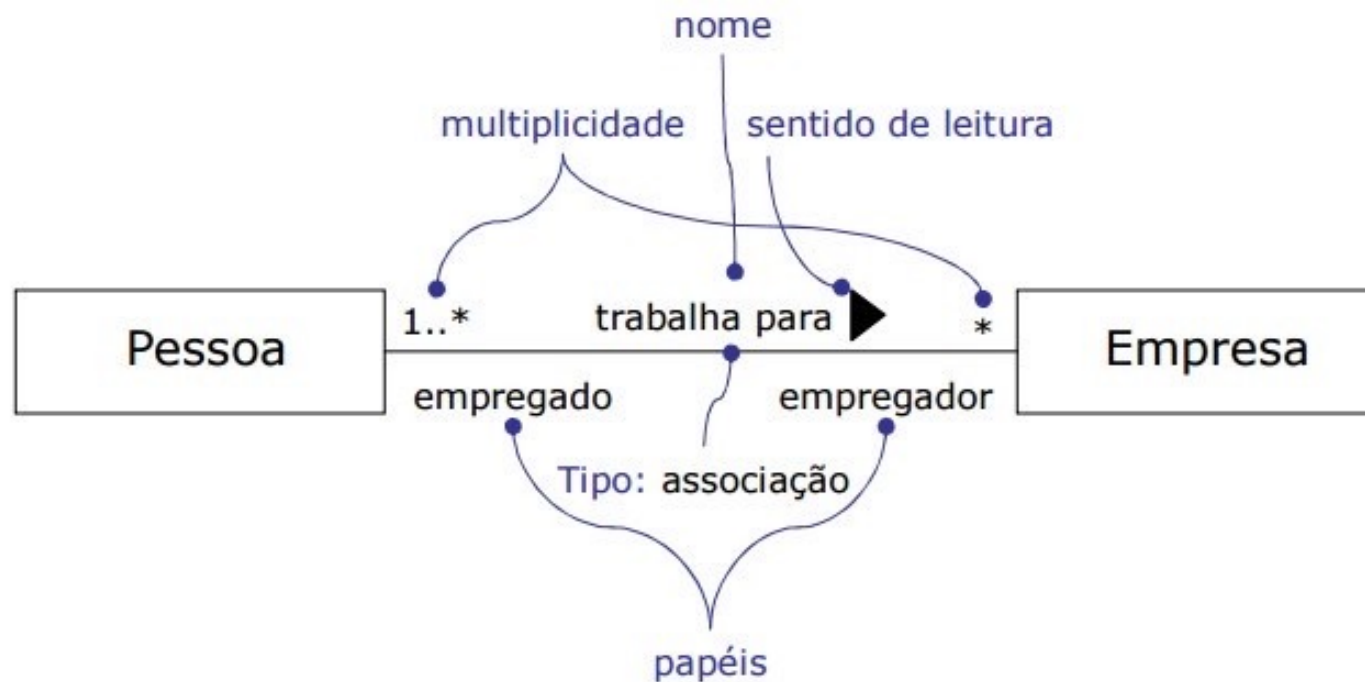 nome
multiplicidade
sentido de leitura
Pessoa
1..*
trabalha para
*
Empresa
empregado
empregador
Tipo: associação
papéis